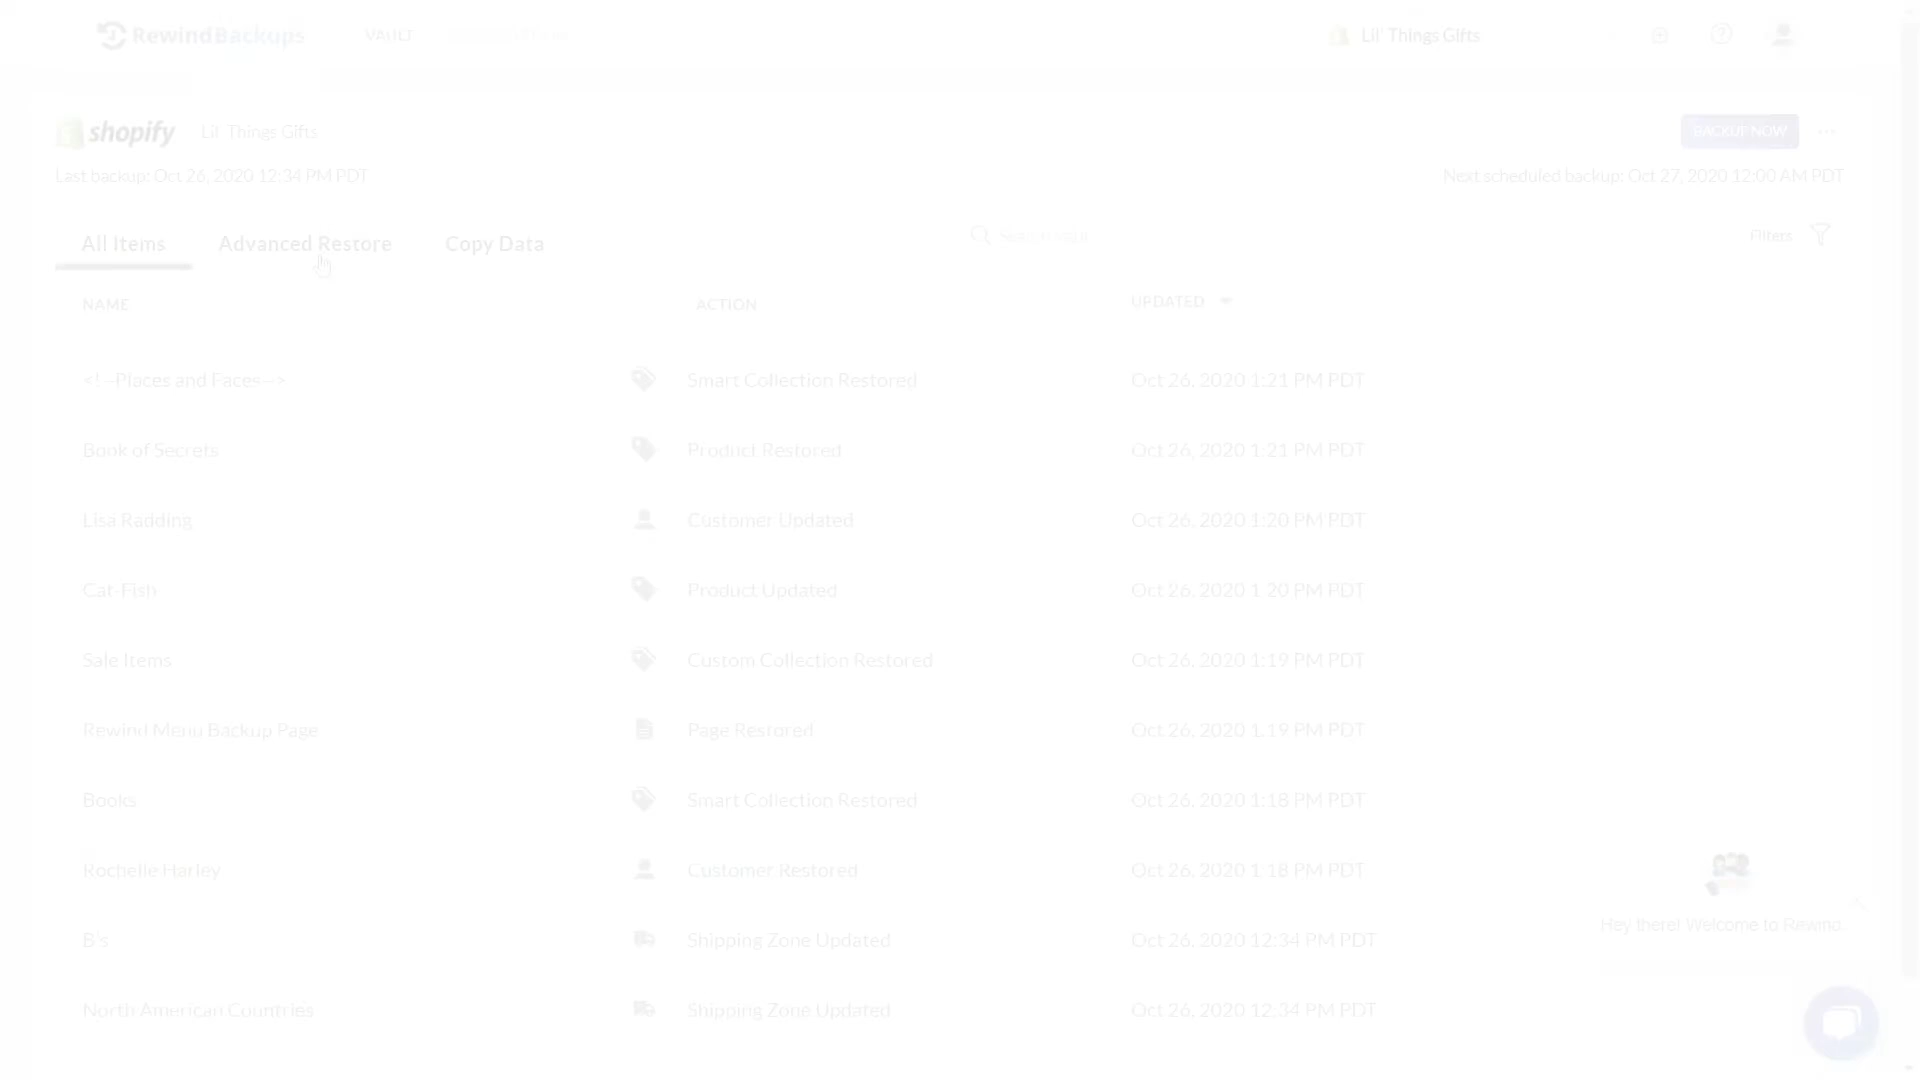 RewindBackups
VAULT
Lil' Things Gifts
shopify
Lil' Things Gifts
BACKUP NOW
Last backup: Oct 26, 2020 12:34 PM PDT
Next scheduled backup: Oct 27, 2020 12:00 AM PDT
All Items
Advanced Restore
Copy Data
Search
Filters
NAME
ACTION
UPDATED
<!--Places and Faces-->
Smart Collection Restored
Oct 26, 2020 1:21 PM PDT
Book of Secrets
Product Restored
Oct 26, 2020 1:21 PM PDT
Lisa Radding
Customer Updated
Oct 26, 2020 1:20 PM PDT
Cat-Fish
Product Updated
Oct 26, 2020 1:20 PM PDT
Sale Items
Custom Collection Restored
Oct 26, 2020 1:19 PM PDT
Rewind Menu Backup Page
Page Restored
Oct 26, 2020 1:19 PM PDT
Books
Smart Collection Restored
Oct 26, 2020 1:18 PM PDT
Rochelle Harley
Customer Restored
Oct 26, 2020 1:18 PM PDT
Hey there! Welcome to Rewind.
B's
Shipping Zone Updated
Oct 26, 2020 12:34 PM PDT
North American Countries
Shipping Zone Updated
Oct 26, 2020 12:34 PM PDT